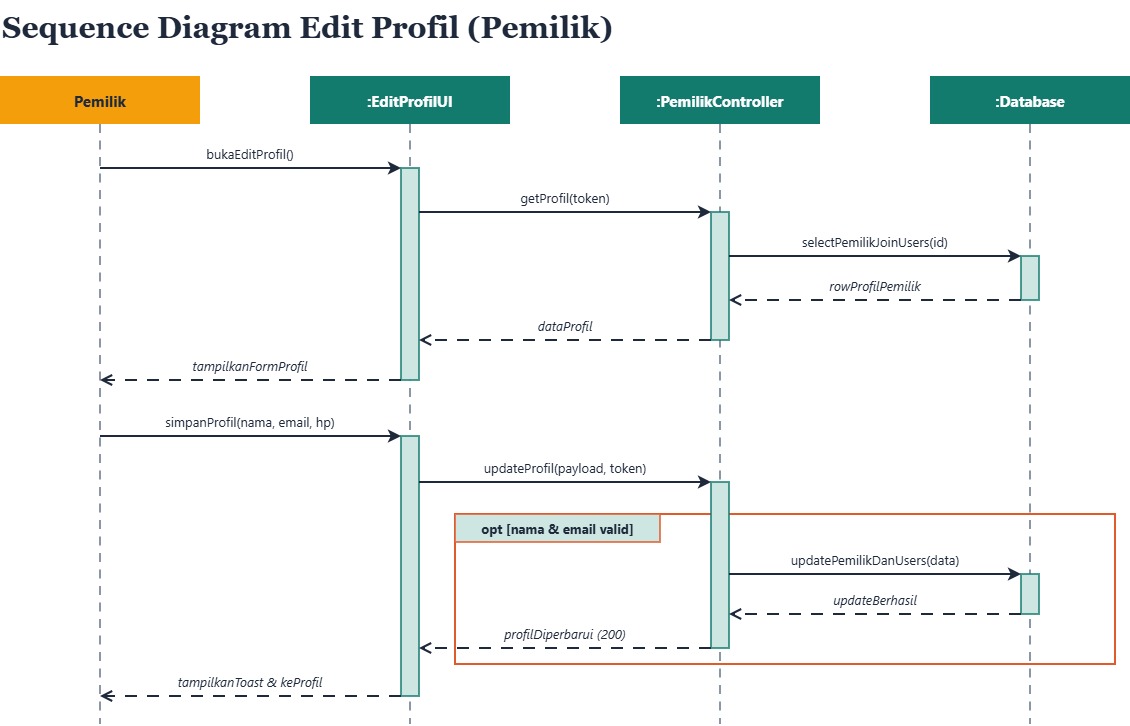 Sequence Diagram Edit Profil (Pemilik)
Pemilik
:EditProfilUI
:PemilikController
:Database
bukaEditProfil()
getProfil(token)
selectPemilikJoinUsers(id)
rowProfilPemilik
dataProfil
tampilkanFormProfil
simpanProfil(nama, email, hp)
updateProfil(payload, token)
opt [nama & email valid]
updatePemilikDanUsers(data)
updateBerhasil
profilDiperbarui (200)
tampilkanToast & keProfil